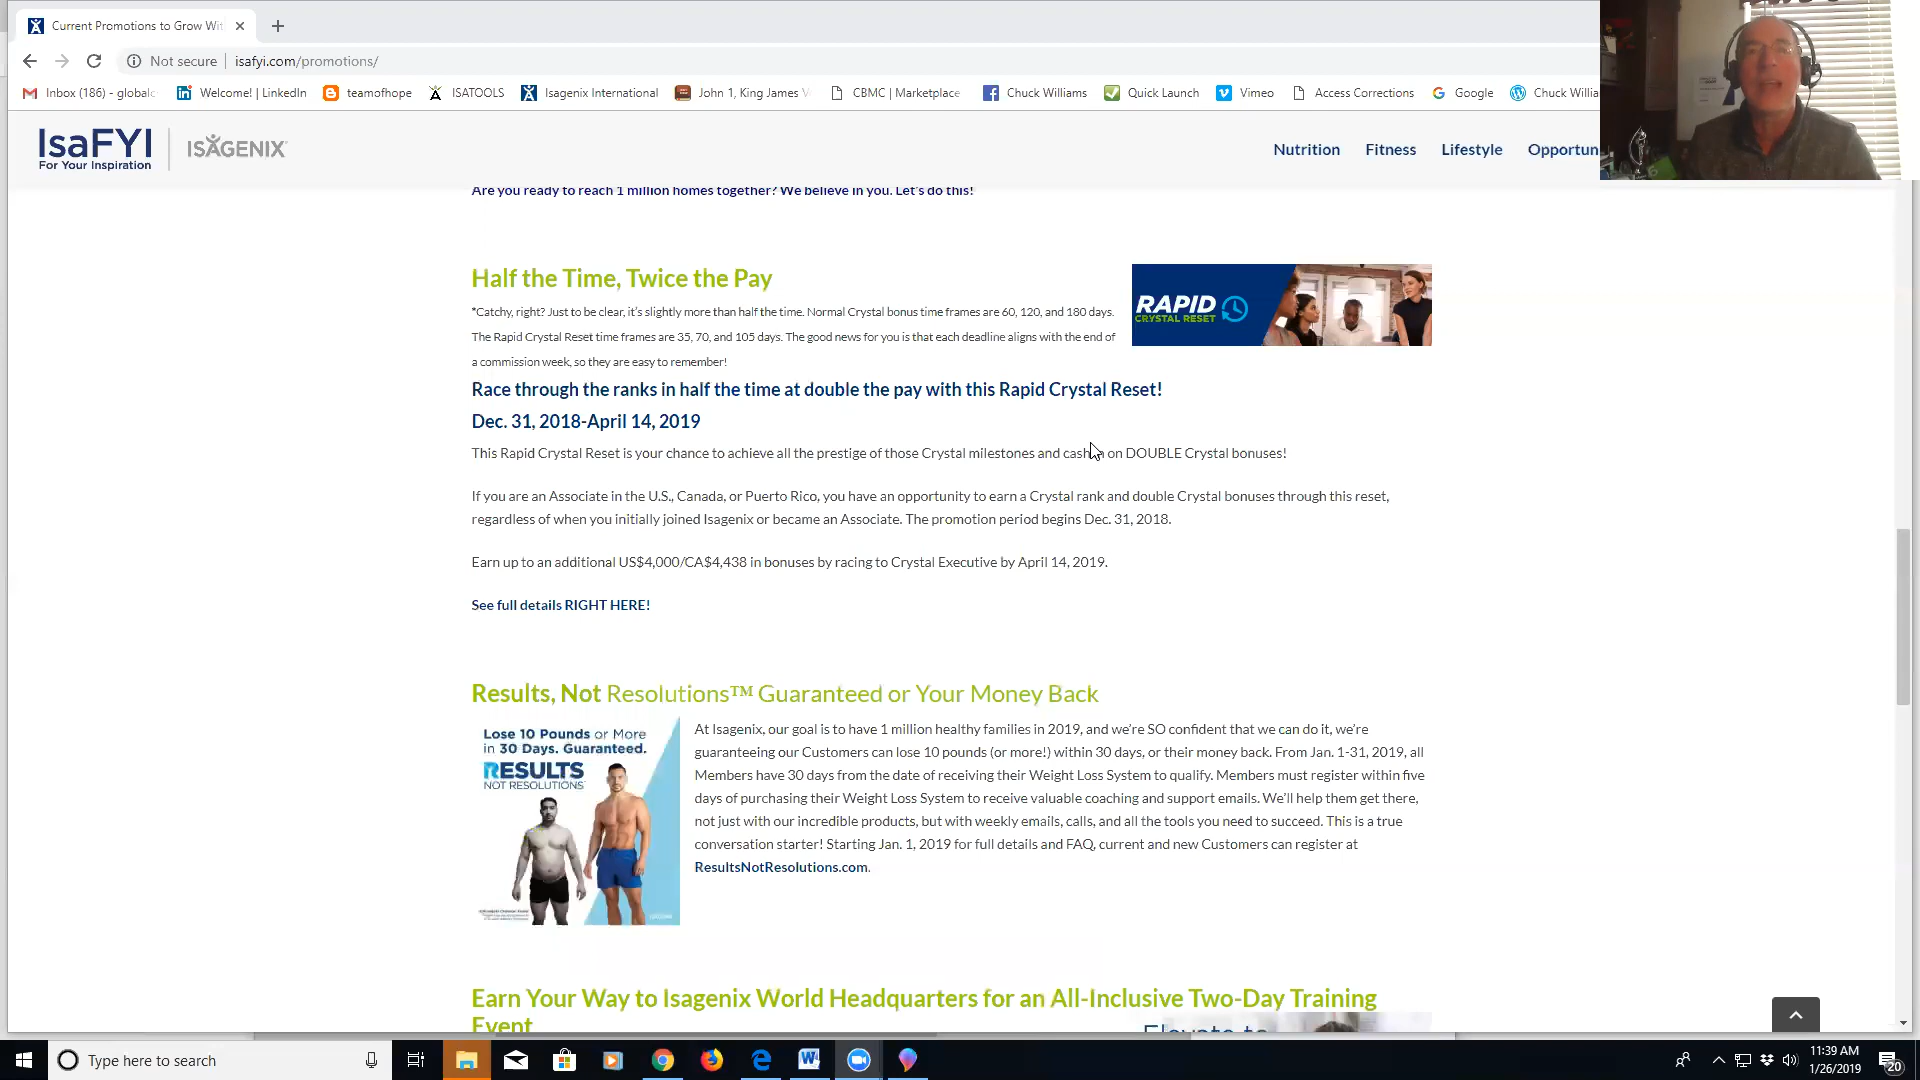 Current Promotions to Grow Wit
Not secure isafyi.com/promotions/
Inbox (186) - global Welcome! | LinkedIn teamofhope ISATOOLS Isagenix International John 1, King James V CBMC | Marketplace Chuck Williams Quick Launch Vimeo Access Corrections Google Chuck Willia
IsaFYI
For Your Inspiration
ISAGENIX
Nutrition Fitness Lifestyle Opportun
Are you ready to reach 1 million homes together? We believe in you. Let's do this!
Half the Time, Twice the Pay
*Catchy, right? Just to be clear, it's slightly more than half the time. Normal Crystal bonus time frames are 60, 120, and 180 days.
The Rapid Crystal Reset time frames are 35, 70, and 105 days. The good news for you is that each deadline aligns with the end of
a commission week, so they are easy to remember!
RAPID
CRYSTAL RESET
Race through the ranks in half the time at double the pay with this Rapid Crystal Reset!
Dec. 31, 2018-April 14, 2019
This Rapid Crystal Reset is your chance to achieve all the prestige of those Crystal milestones and cash in on DOUBLE Crystal bonuses!
If you are an Associate in the U.S., Canada, or Puerto Rico, you have an opportunity to earn a Crystal rank and double Crystal bonuses through this reset,
regardless of when you initially joined Isagenix or became an Associate. The promotion period begins Dec. 31, 2018.
Earn up to an additional US$4,000/CA$4,438 in bonuses by racing to Crystal Executive by April 14, 2019.
See full details RIGHT HERE!
Results, Not Resolutions™ Guaranteed or Your Money Back
Lose 10 Pounds or More
in 30 Days. Guaranteed.
RESULTS
NOT RESOLUTIONS
At Isagenix, our goal is to have 1 million healthy families in 2019, and we're SO confident that we can do it, we're
guaranteeing our Customers can lose 10 pounds (or more!) within 30 days, or their money back. From Jan. 1-31, 2019, all
Members have 30 days from the date of receiving their Weight Loss System to qualify. Members must register within five
days of purchasing their Weight Loss System to receive valuable coaching and support emails. We'll help them get there,
not just with our incredible products, but with weekly emails, calls, and all the tools you need to succeed. This is a true
conversation starter! Starting Jan. 1, 2019 for full details and FAQ, current and new Customers can register at
ResultsNotResolutions.com.
Earn Your Way to Isagenix World Headquarters for an All-Inclusive Two-Day Training
Event
Elevate to
Type here to search
11:39 AM
1/26/2019
20